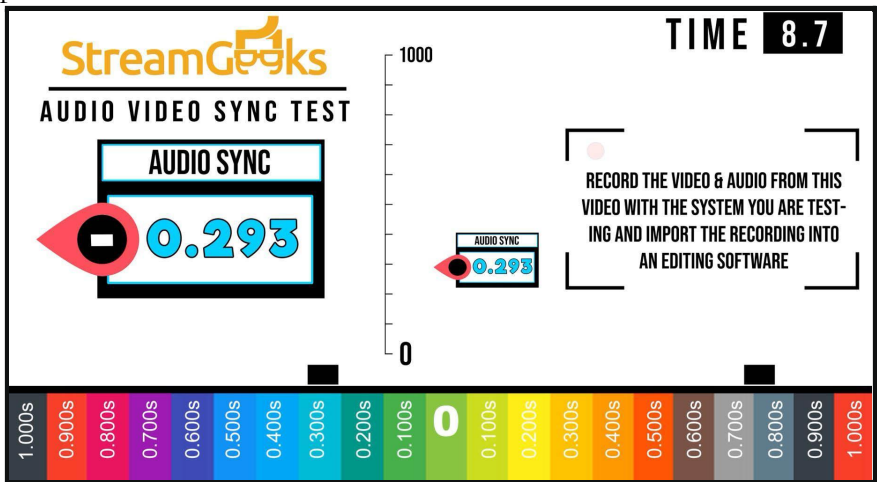 StreamGeeks
AUDIO VIDEO SYNC TEST
AUDIO SYNC
-0.293
1000
AUDIO SYNC
0.293
0
TIME 8.7
RECORD THE VIDEO & AUDIO FROM THIS
VIDEO WITH THE SYSTEM YOU ARE TEST-
ING AND IMPORT THE RECORDING INTO
AN EDITING SOFTWARE
1.000s 0.900s 0.800s 0.700s 0.600s 0.500s 0.400s 0.300s 0.200s 0.100s 0 0.100s 0.200s 0.300s 0.400s 0.500s 0.600s 0.700s 0.800s 0.900s 1.000s